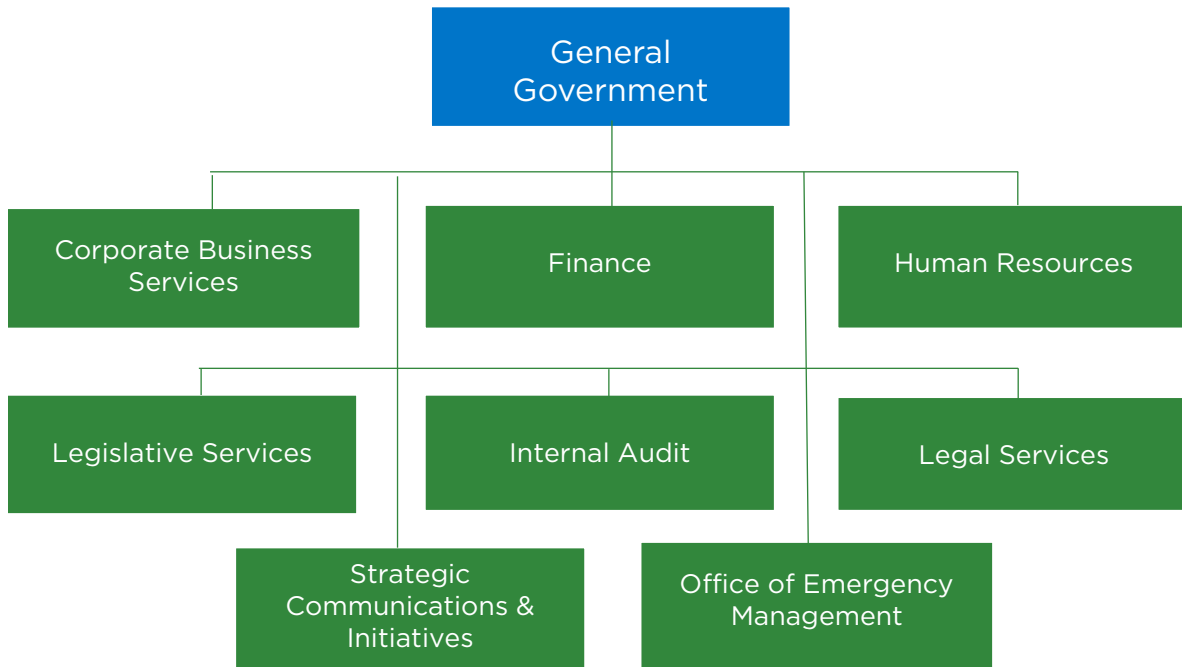 General
Government
Corporate Business
Services
Finance
Human Resources
Legislative Services
Internal Audit
Legal Services
Strategic
Communications &
Initiatives
Office of Emergency
Management